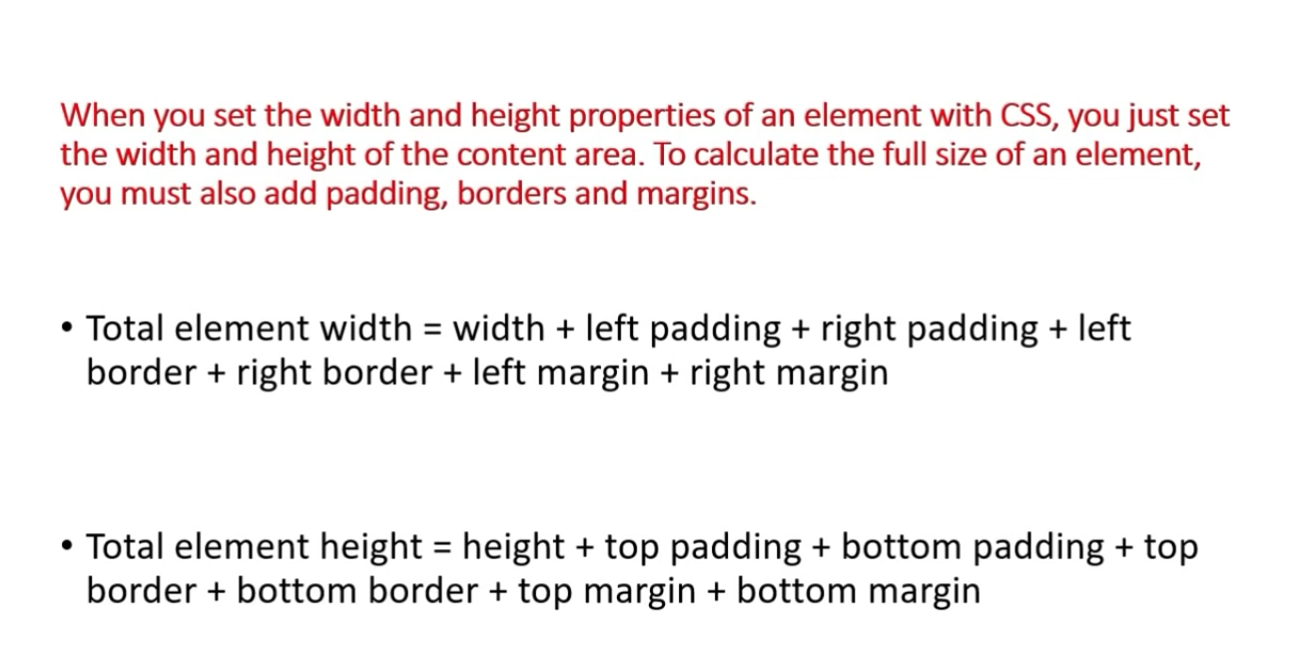 When you set the width and height properties of an element with CSS, you just set
the width and height of the content area. To calculate the full size of an element,
you must also add padding, borders and margins.
• Total element width = width + left padding + right padding + left
border + right border + left margin + right margin
• Total element height = height + top padding + bottom padding + top
border + bottom border + top margin + bottom margin